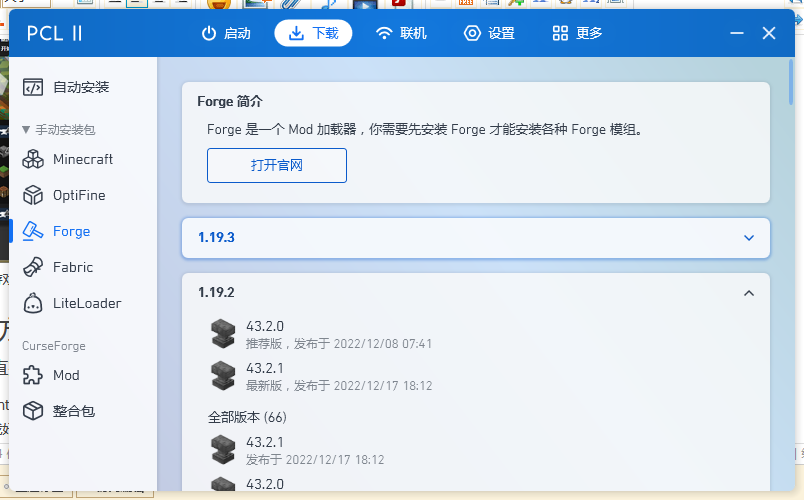 PCL II
启动
下载
联机
设置
更多
自动安装
手动安装包
Minecraft
OptiFine
Forge
Fabric
LiteLoader
CurseForge
Mod
整合包
Forge 简介
Forge 是一个 Mod 加载器，你需要先安装 Forge 才能安装各种 Forge 模组。
打开官网
1.19.3
1.19.2
43.2.0
推荐版，发布于 2022/12/08 07:41
43.2.1
最新版，发布于 2022/12/17 18:12
全部版本 (66)
43.2.1
发布于 2022/12/17 18:12
43.2.0